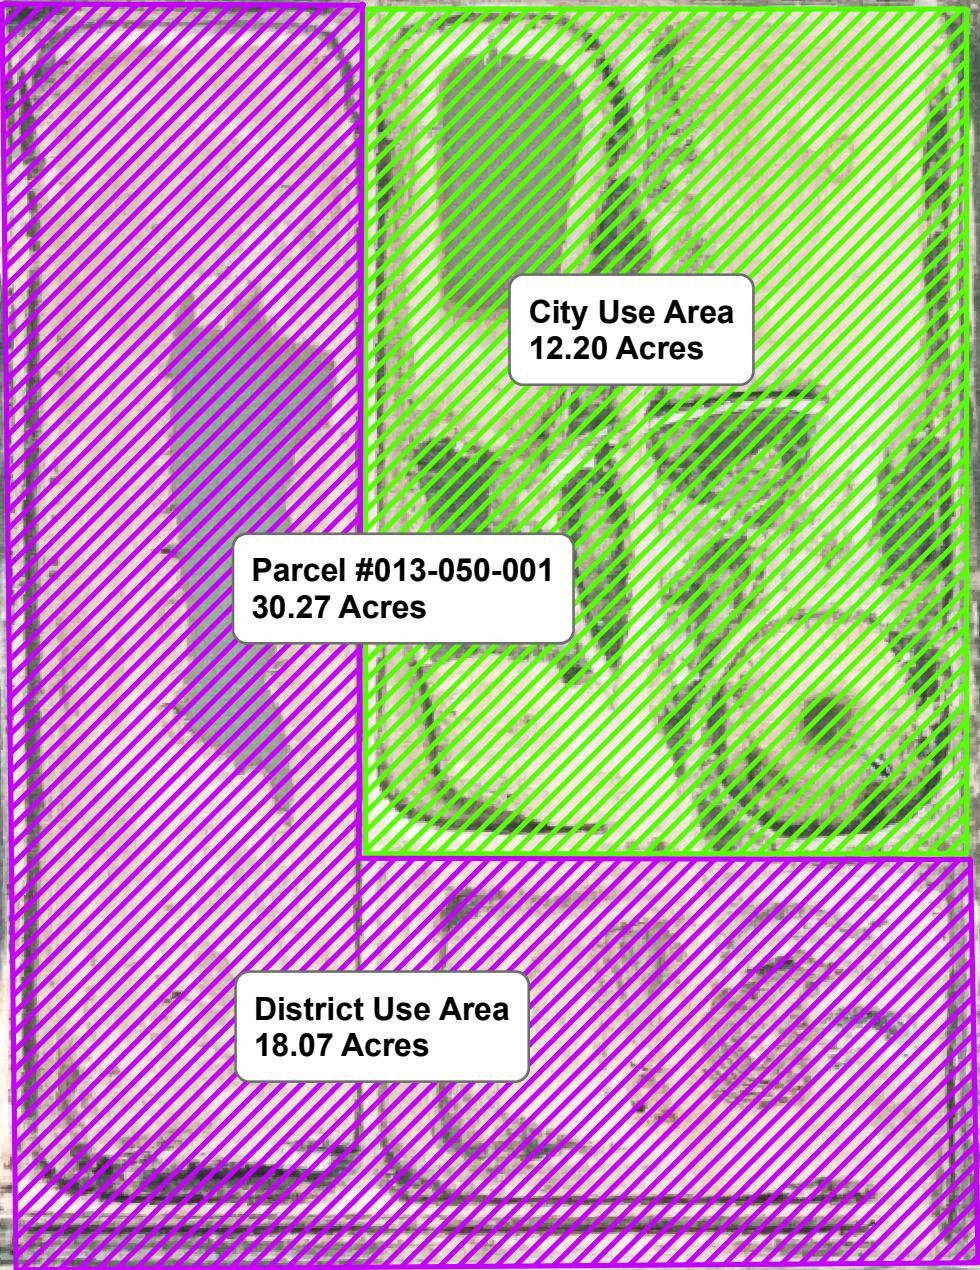 City Use Area
12.20 Acres
Parcel #013-050-001
30.27 Acres
District Use Area
18.07 Acres